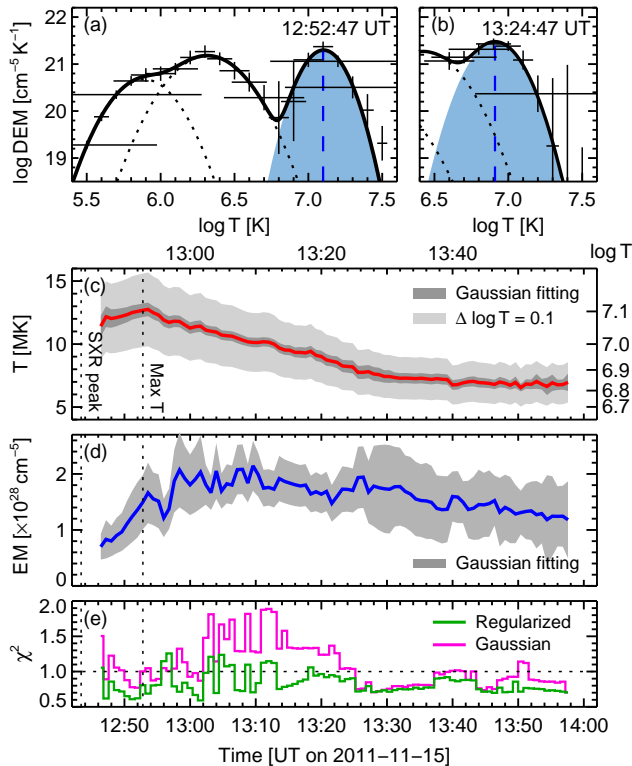 (a) 12:52:47 UT
(b) 13:24:47 UT
log DEM [cm⁻⁵ K⁻¹]
22
21
20
19
5.5 6.0 6.5 7.0 7.5
6.5 7.0 7.5
log T [K]
log T [K]
13:00 13:20 13:40 log T
(c)
T [MK]
15
10
5
Gaussian fitting
Δ log T = 0.1
SXR peak
Max T
7.1
7.0
6.9
6.8
6.7
(d)
EM [×10²⁸ cm⁻⁵]
2
1
0
Gaussian fitting
(e)
χ²
2.0
1.5
1.0
0.5
Regularized
Gaussian
12:50 13:00 13:10 13:20 13:30 13:40 13:50 14:00
Time [UT on 2011−11−15]